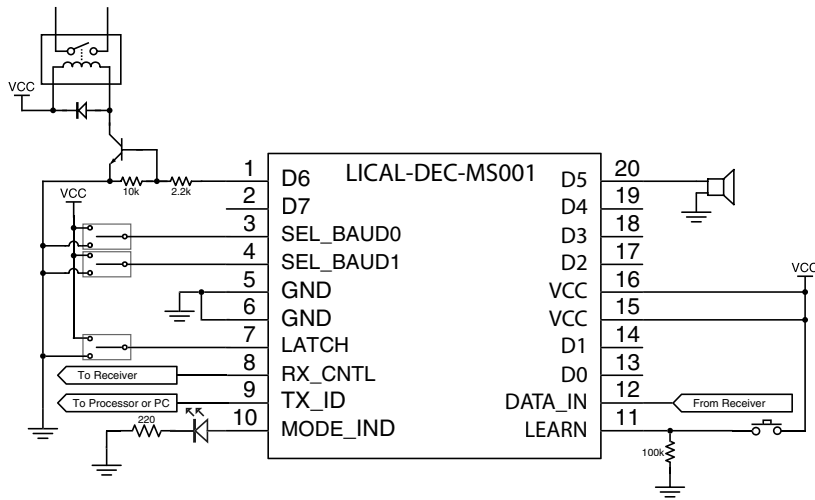 VCC
10k
2.2k
VCC
LICAL-DEC-MS001
1 D6
2 D7
3 SEL_BAUD0
4 SEL_BAUD1
5 GND
6 GND
7 LATCH
8 RX_CNTL
9 TX_ID
10 MODE_IND
D5 20
D4 19
D3 18
D2 17
VCC 16
VCC 15
D1 14
D0 13
DATA_IN 12
LEARN 11
To Receiver
To Processor or PC
220
VCC
From Receiver
100k